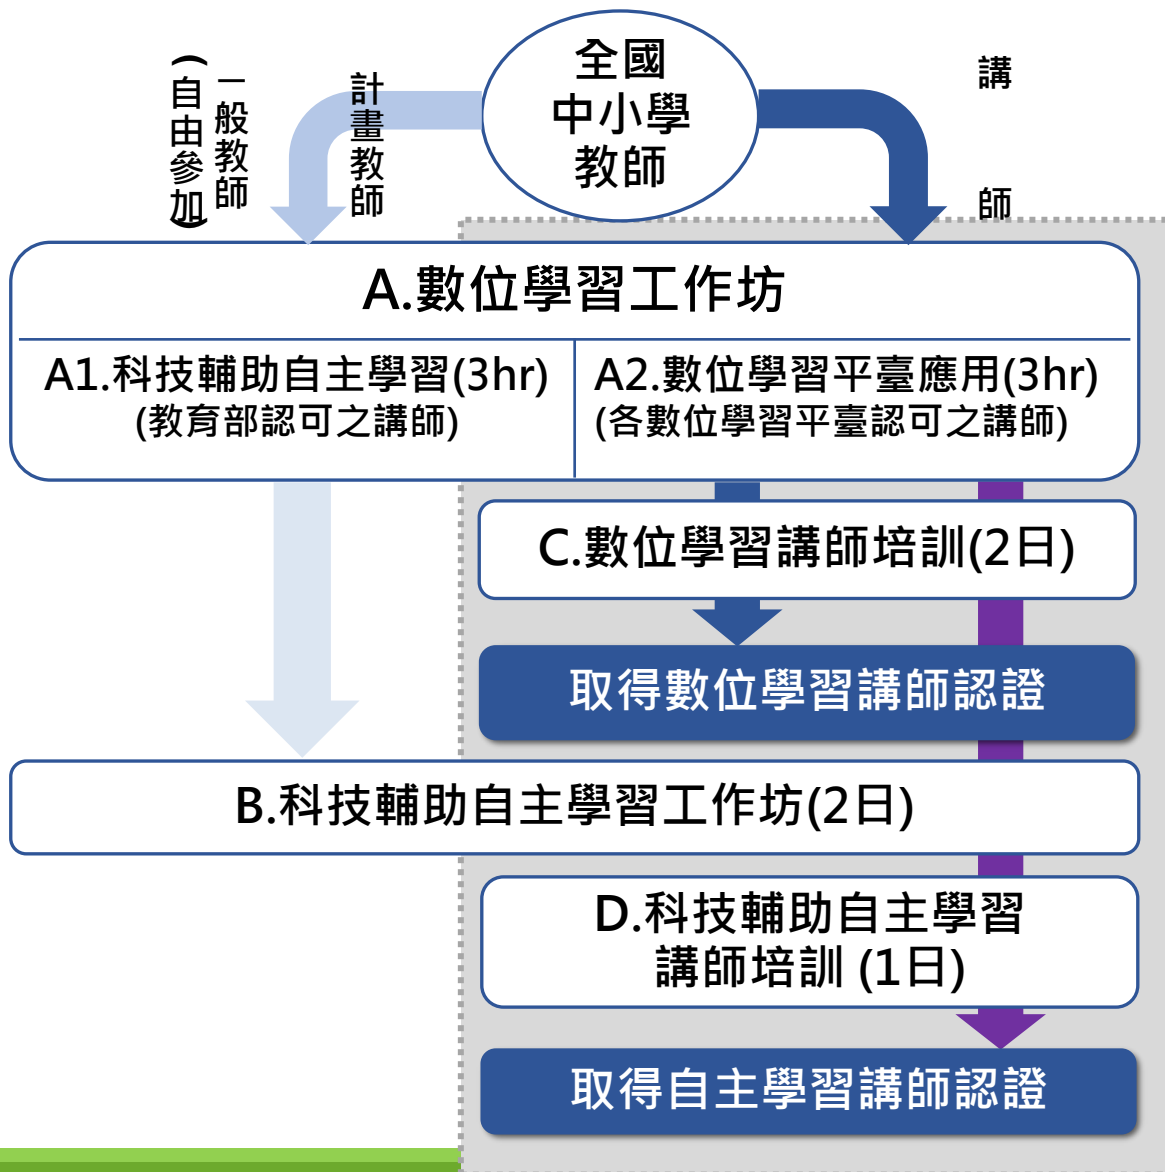 全國
中小學
教師
一般教師
(自由參加)
計畫教師
講師
A.數位學習工作坊
A1.科技輔助自主學習(3hr)
(教育部認可之講師)
A2.數位學習平臺應用(3hr)
(各數位學習平臺認可之講師)
C.數位學習講師培訓(2日)
取得數位學習講師認證
B.科技輔助自主學習工作坊(2日)
D.科技輔助自主學習
講師培訓 (1日)
取得自主學習講師認證